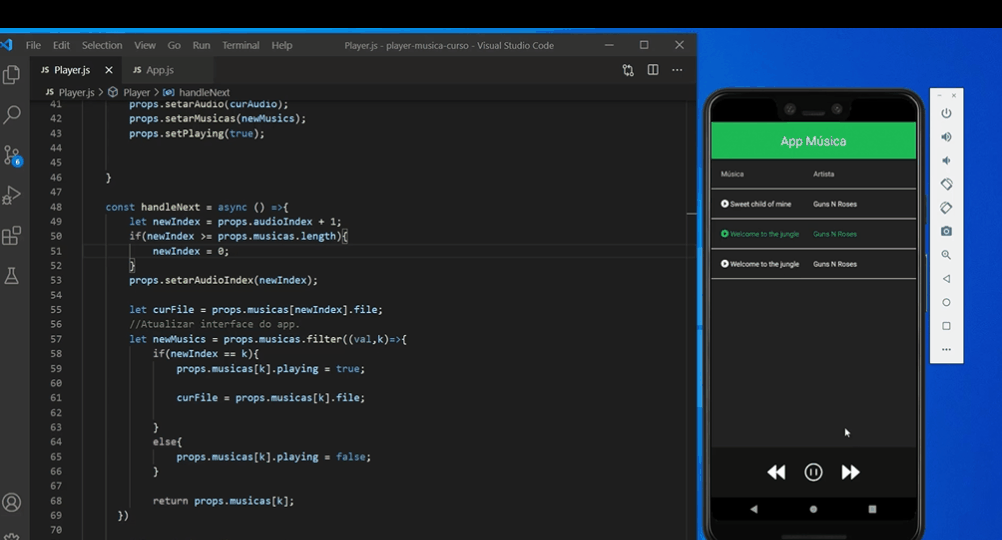 File Edit Selection View Go Run Terminal Help Player.js - player-musica-curso - Visual Studio Code
JS Player.js JS App.js
JS Player.js > Player > handleNext
41 props.setarAudio(curAudio);
42 props.setarMusicas(newMusics);
43 props.setPlaying(true);
44
45
46 }
47
48 const handleNext = async () =>{
49 let newIndex = props.audioIndex + 1;
50 if(newIndex >= props.musicas.length){
51 newIndex = 0;
52 }
53 props.setarAudioIndex(newIndex);
54
55 let curFile = props.musicas[newIndex].file;
56 //Atualizar interface do app.
57 let newMusics = props.musicas.filter((val,k)=>{
58 if(newIndex == k){
59 props.musicas[k].playing = true;
60
61 curFile = props.musicas[k].file;
62
63 }
64 else{
65 props.musicas[k].playing = false;
66 }
67
68 return props.musicas[k];
69 })
70
6
App Música
Música Artista
Sweet child of mine Guns N Roses
Welcome to the jungle Guns N Roses
Welcome to the jungle Guns N Roses